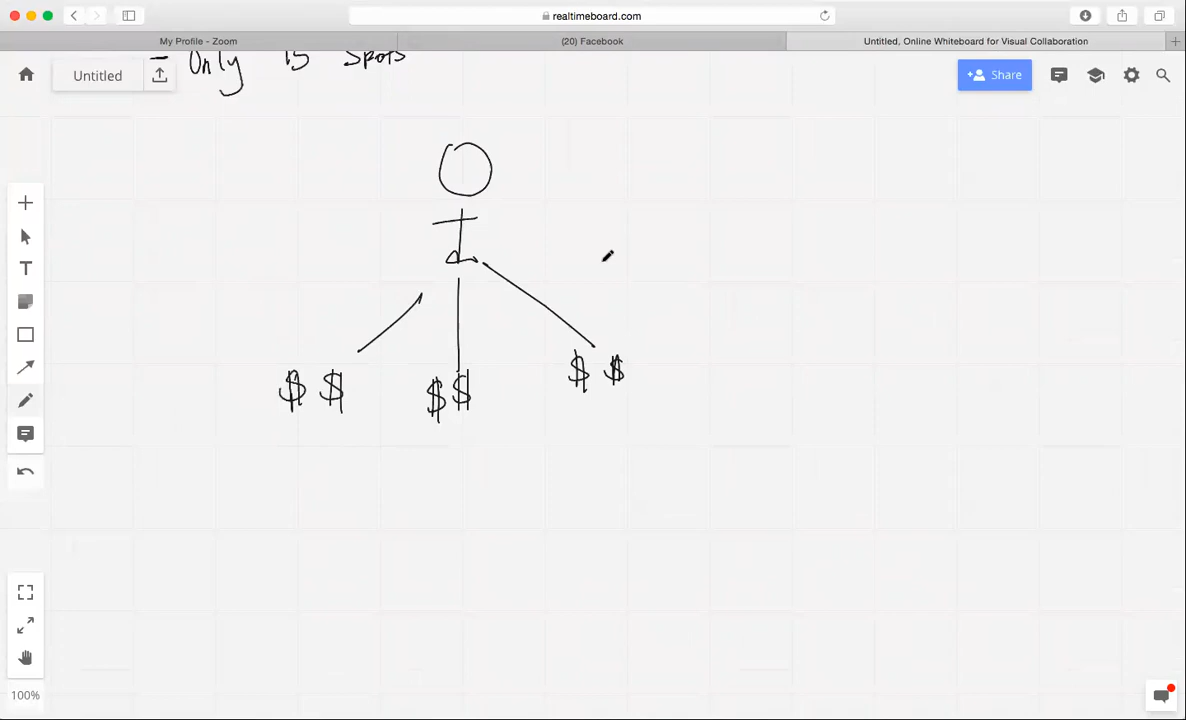 realtimeboard.com
My Profile - Zoom
(20) Facebook
Untitled, Online Whiteboard for Visual Collaboration
- Only 15 spots
Untitled
Share
T
$ $
$ $
$ $
100%